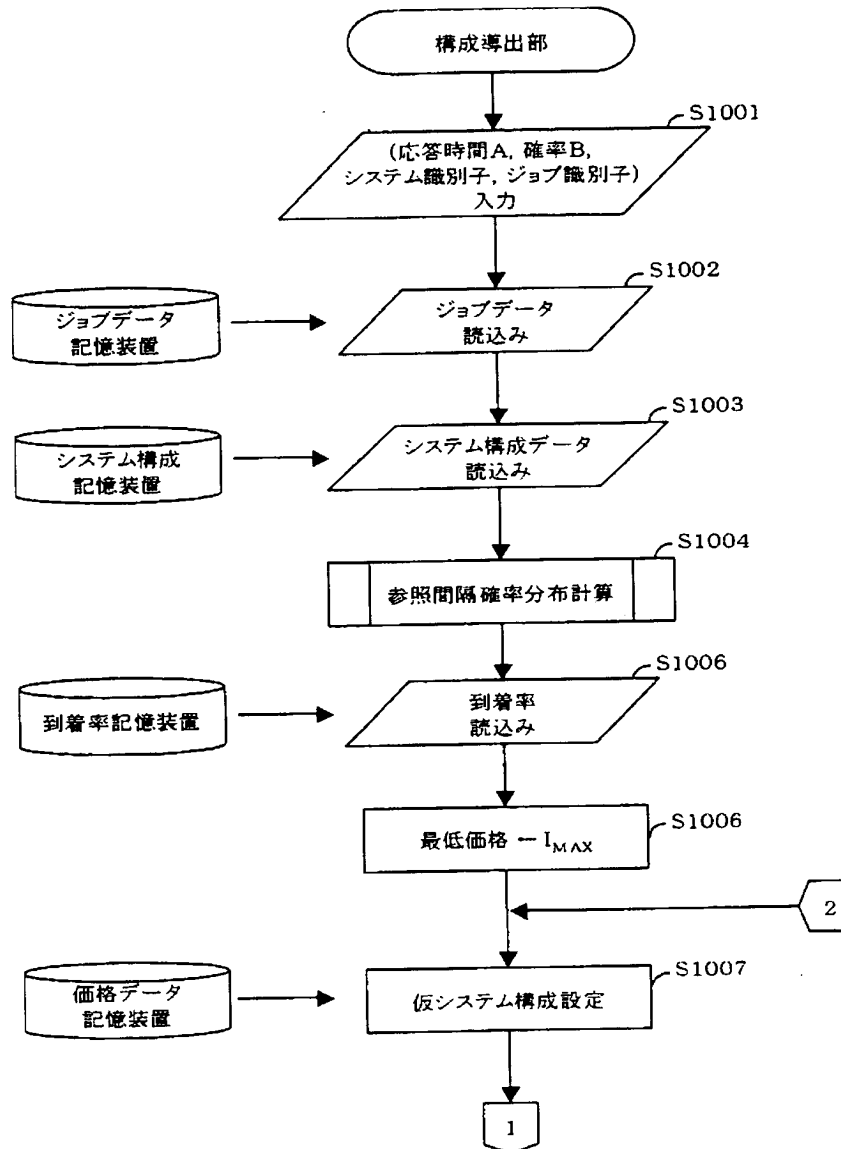 構成導出部
S1001
(応答時間A, 確率B,
システム識別子, ジョブ識別子)
入力
S1002
ジョブデータ
記憶装置
ジョブデータ
読込み
S1003
システム構成
記憶装置
システム構成データ
読込み
S1004
参照間隔確率分布計算
S1006
到着率記憶装置
到着率
読込み
S1006
最低価格 ← I_MAX
2
S1007
価格データ
記憶装置
仮システム構成設定
1